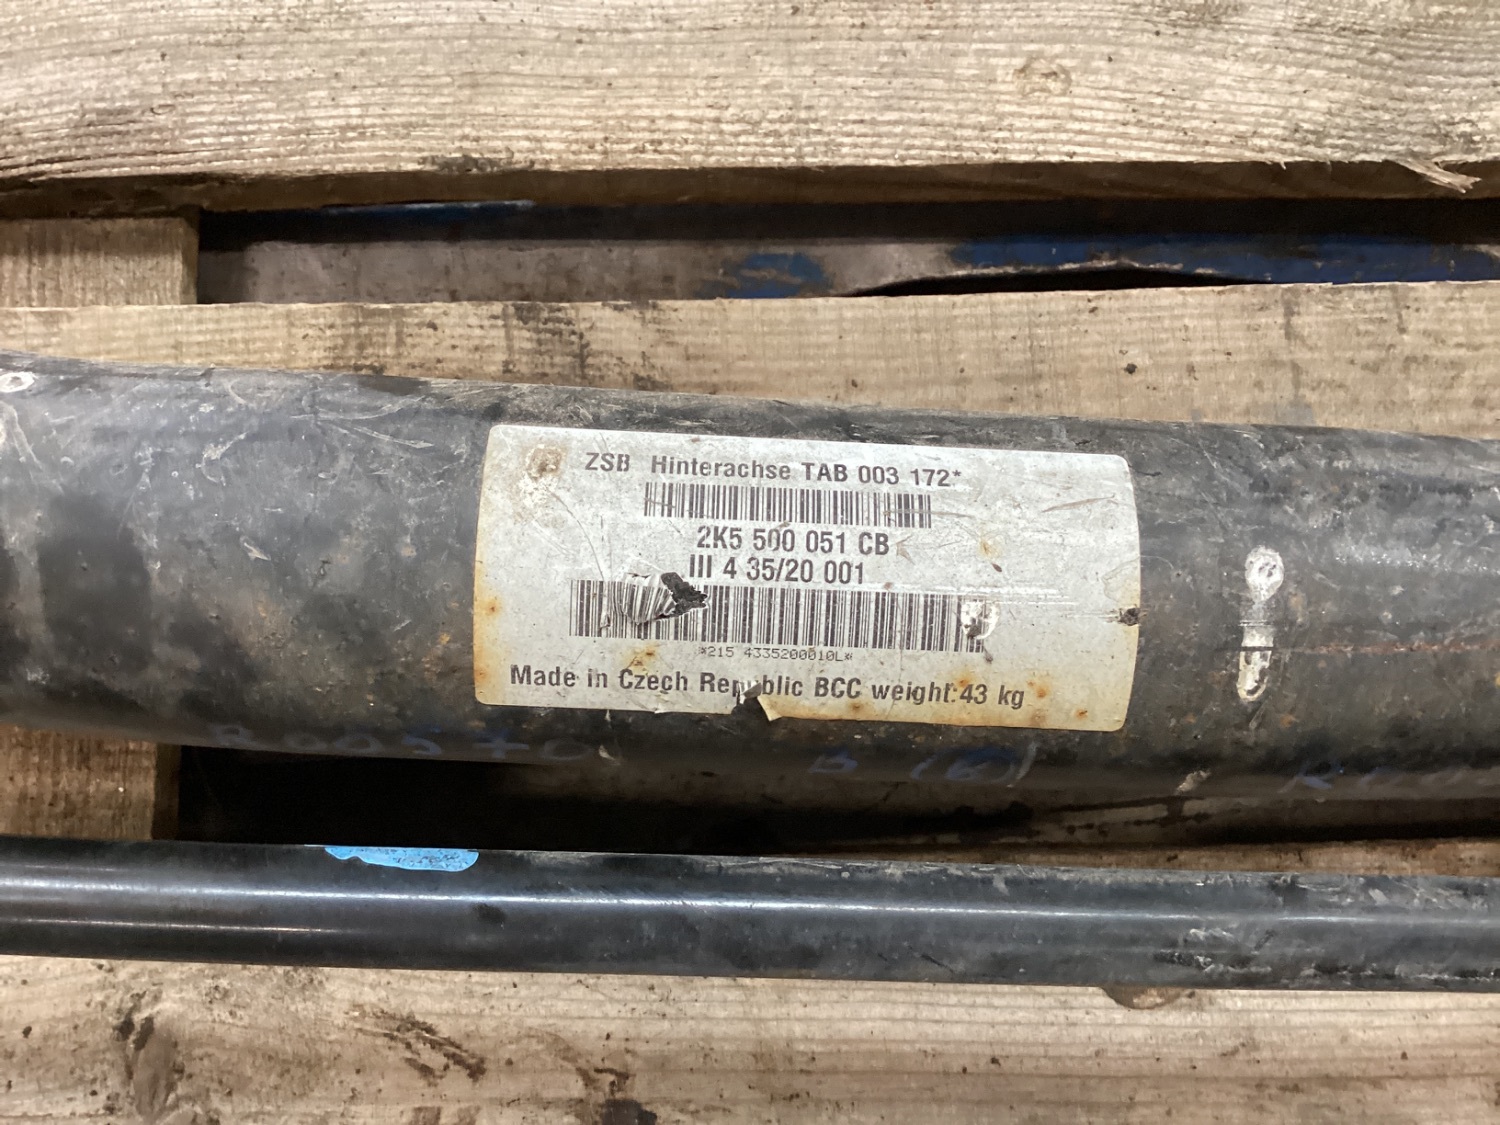 ZSB Hinterachse TAB 003 172*
2K5 500 051 CB
III 4 35/20 001
*215 4335200010L*
Made in Czech Republic BCC weight:43 kg